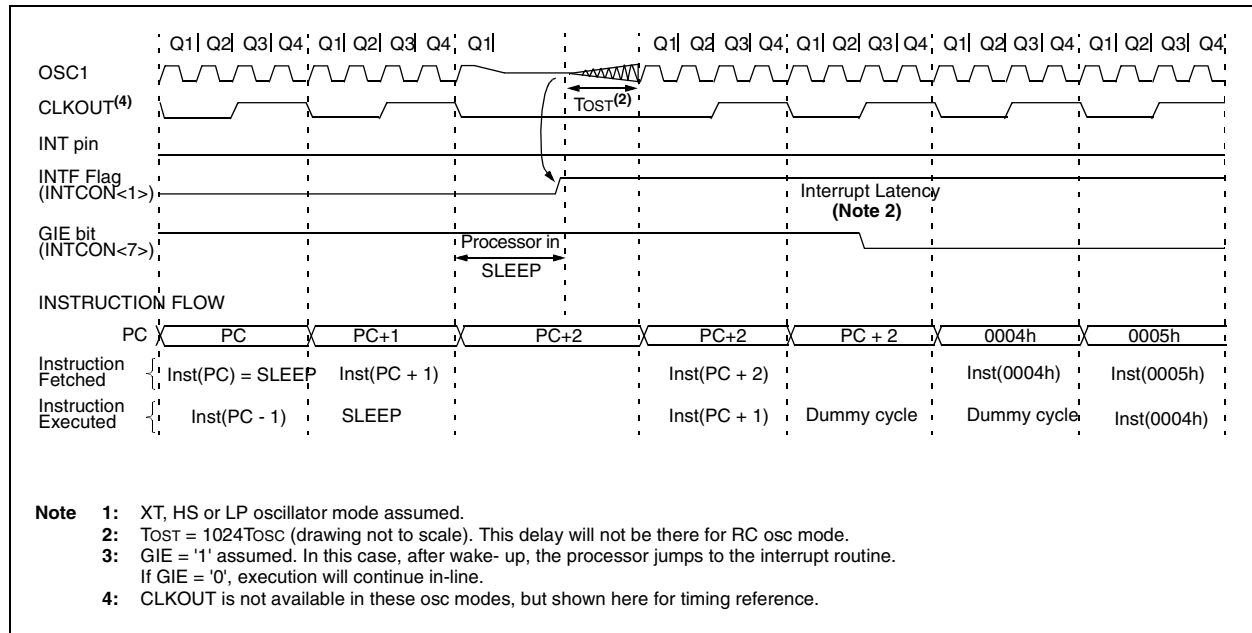 Q1 Q2 Q3 Q4 Q1 Q2 Q3 Q4 Q1 Q1 Q2 Q3 Q4 Q1 Q2 Q3 Q4 Q1 Q2 Q3 Q4 Q1 Q2 Q3 Q4
OSC1
CLKOUT(4)
TOST(2)
INT pin
INTF Flag
(INTCON<1>)
Interrupt Latency
(Note 2)
GIE bit
(INTCON<7>)
Processor in
SLEEP
INSTRUCTION FLOW
PC PC PC+1 PC+2 PC+2 PC + 2 0004h 0005h
Instruction
Fetched
Inst(PC) = SLEEP Inst(PC + 1) Inst(PC + 2) Inst(0004h) Inst(0005h)
Instruction
Executed
Inst(PC - 1) SLEEP Inst(PC + 1) Dummy cycle Dummy cycle Inst(0004h)
Note 1: XT, HS or LP oscillator mode assumed.
2: TOST = 1024TOSC (drawing not to scale). This delay will not be there for RC osc mode.
3: GIE = '1' assumed. In this case, after wake- up, the processor jumps to the interrupt routine.
If GIE = '0', execution will continue in-line.
4: CLKOUT is not available in these osc modes, but shown here for timing reference.